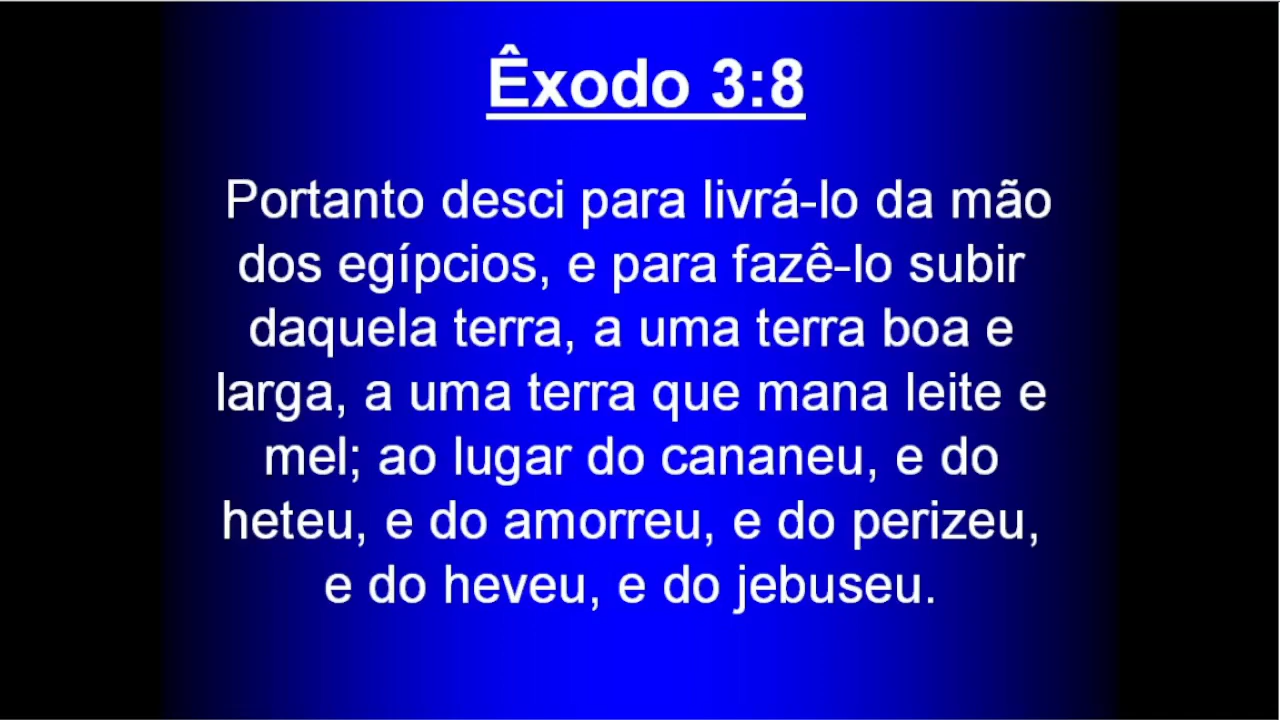 Êxodo 3:8
Portanto desci para livrá-lo da mão
dos egípcios, e para fazê-lo subir
daquela terra, a uma terra boa e
larga, a uma terra que mana leite e
mel; ao lugar do cananeu, e do
heteu, e do amorreu, e do perizeu,
e do heveu, e do jebuseu.